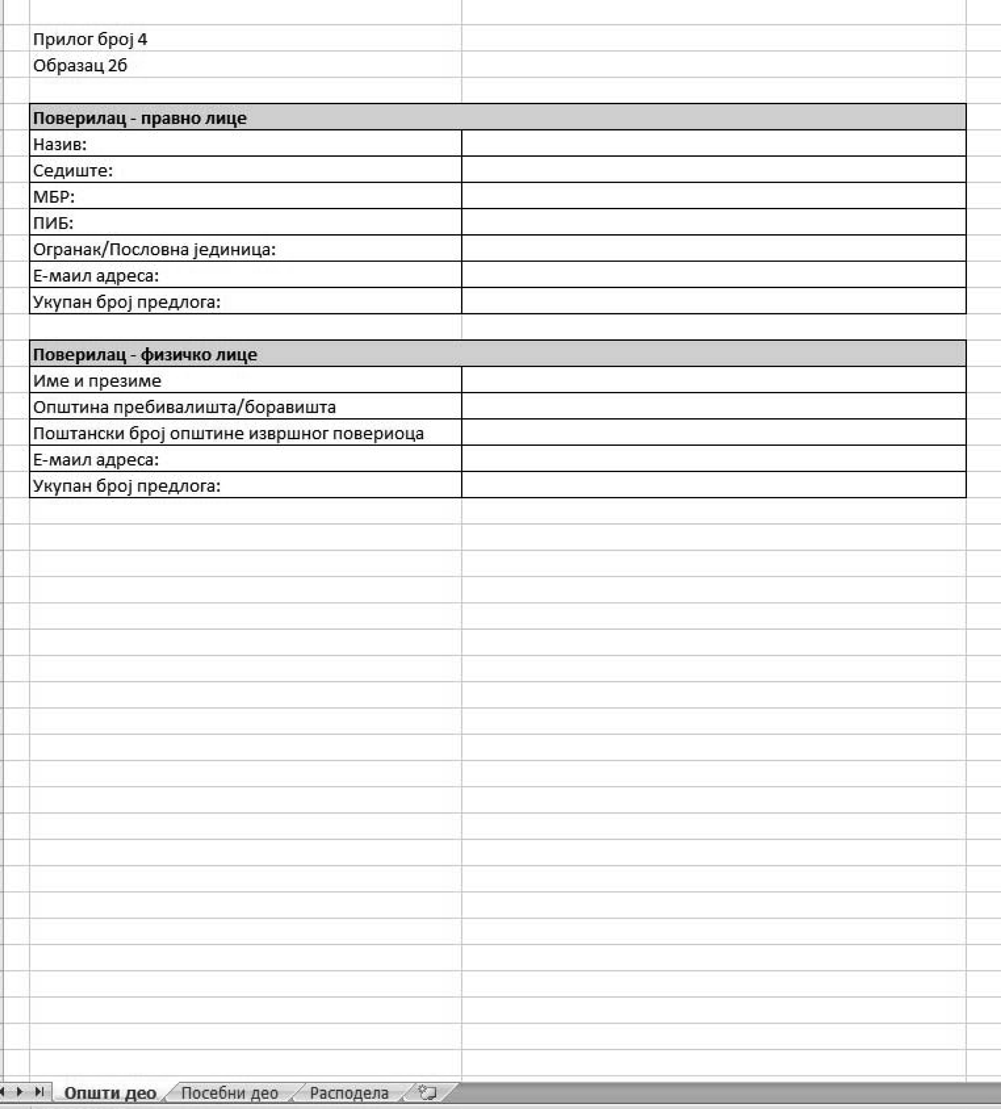 Прилог број 4
Образац 2б
Поверилац - правно лице
Назив:
Седиште:
МБР:
ПИБ:
Огранак/Пословна јединица:
Е-маил адреса:
Укупан број предлога:
Поверилац - физичко лице
Име и презиме
Општина пребивалишта/боравишта
Поштански број општине извршног повериоца
Е-маил адреса:
Укупан број предлога:
Општи део Посебни део Расподела